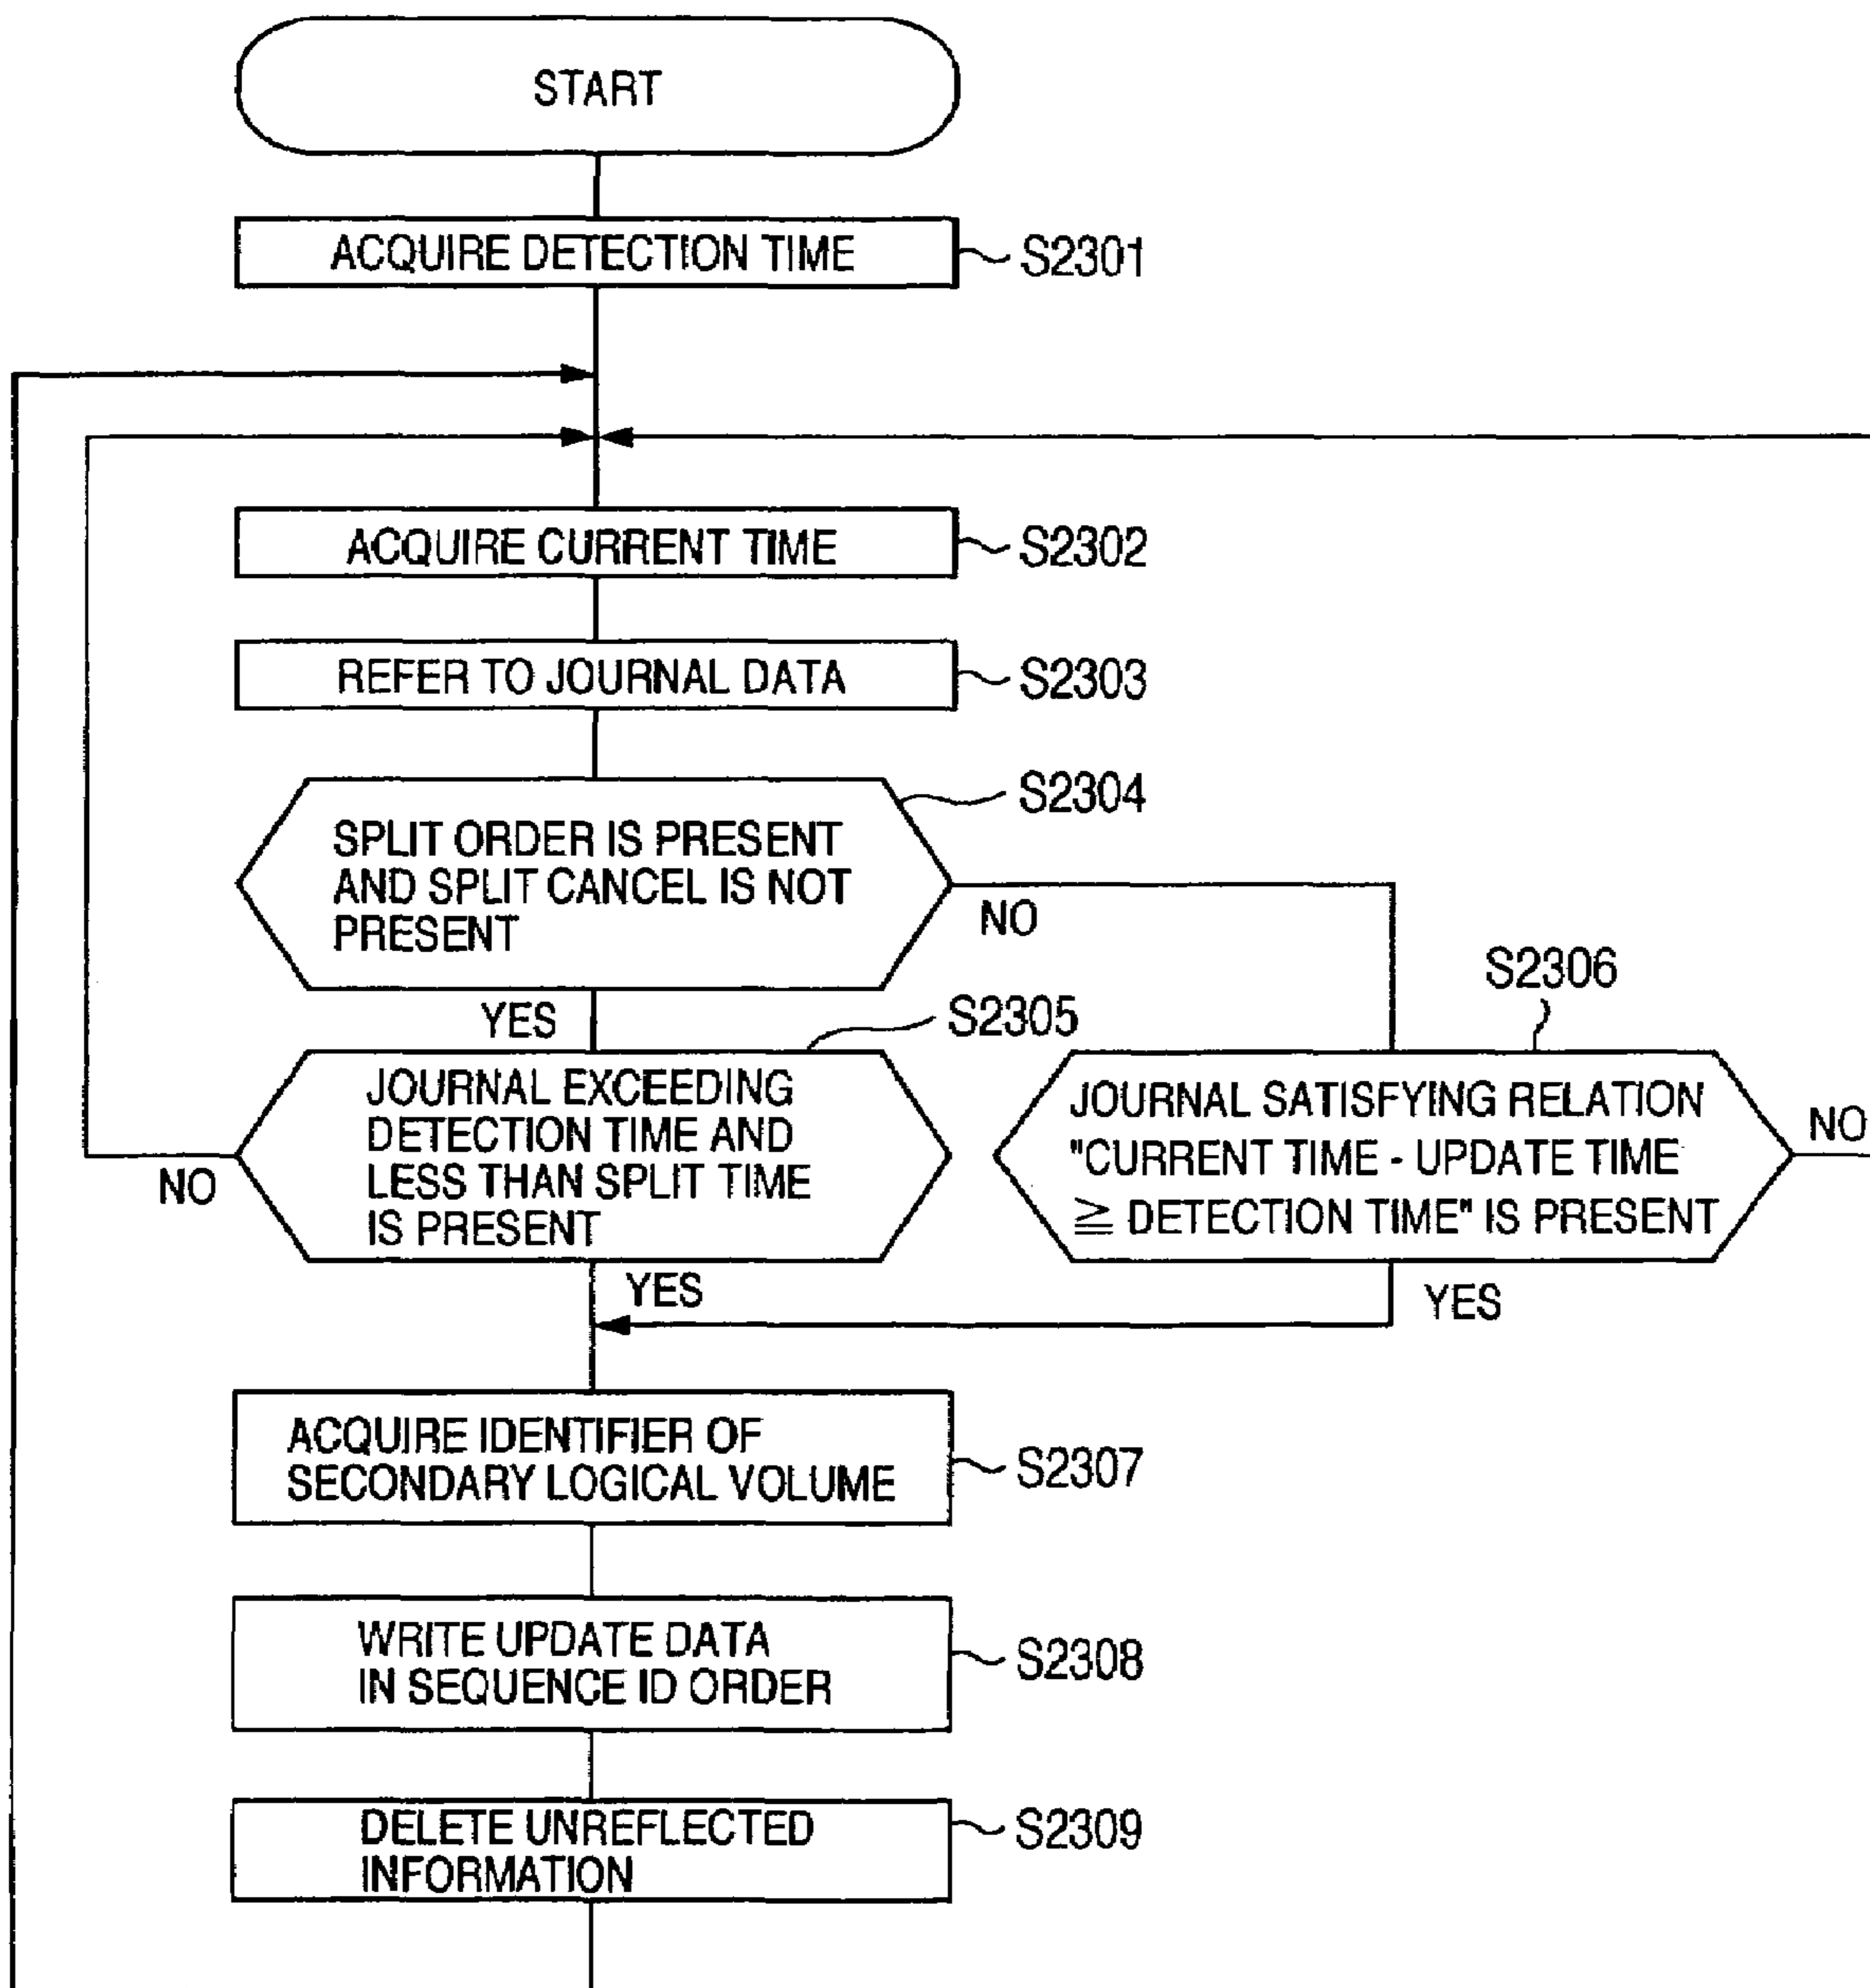 START
ACQUIRE DETECTION TIME
S2301
ACQUIRE CURRENT TIME
S2302
REFER TO JOURNAL DATA
S2303
S2304
SPLIT ORDER IS PRESENT
AND SPLIT CANCEL IS NOT
PRESENT
NO
YES
S2305
S2306
JOURNAL EXCEEDING
DETECTION TIME AND
LESS THAN SPLIT TIME
IS PRESENT
NO
YES
JOURNAL SATISFYING RELATION
"CURRENT TIME - UPDATE TIME
≧ DETECTION TIME" IS PRESENT
NO
YES
ACQUIRE IDENTIFIER OF
SECONDARY LOGICAL VOLUME
S2307
WRITE UPDATE DATA
IN SEQUENCE ID ORDER
S2308
DELETE UNREFLECTED
INFORMATION
S2309